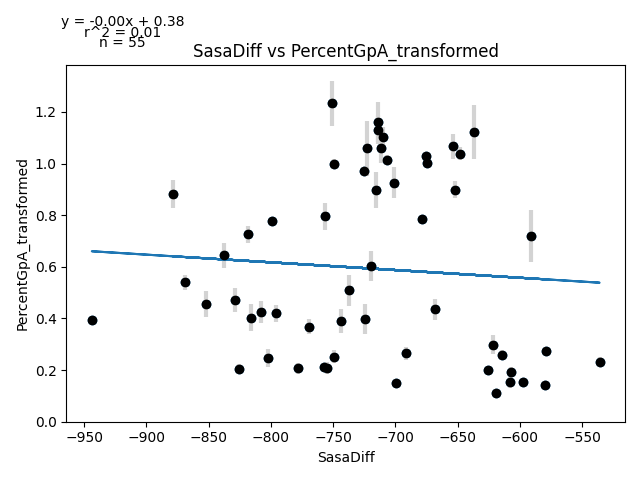 y = -0.00x + 0.38
r^2 = 0.01
n = 55
SasaDiff vs PercentGpA_transformed
PercentGpA_transformed
1.2
1.0
0.8
0.6
0.4
0.2
0.0
−950 −900 −850 −800 −750 −700 −650 −600 −550
SasaDiff